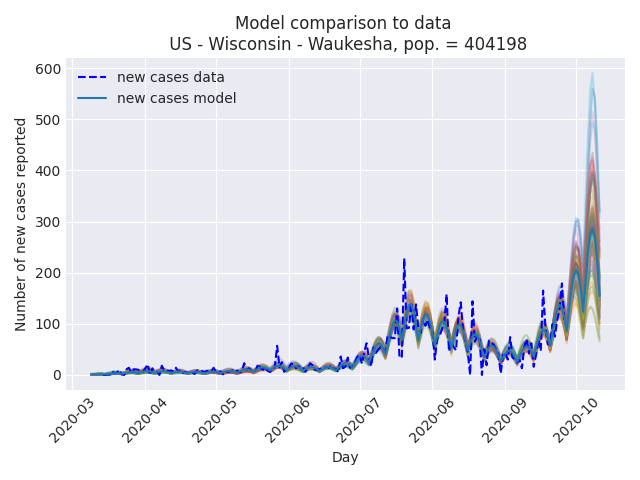 Model comparison to data
US - Wisconsin - Waukesha, pop. = 404198
new cases data
new cases model
Number of new cases reported
600
500
400
300
200
100
0
2020-03
2020-04
2020-05
2020-06
2020-07
2020-08
2020-09
2020-10
Day